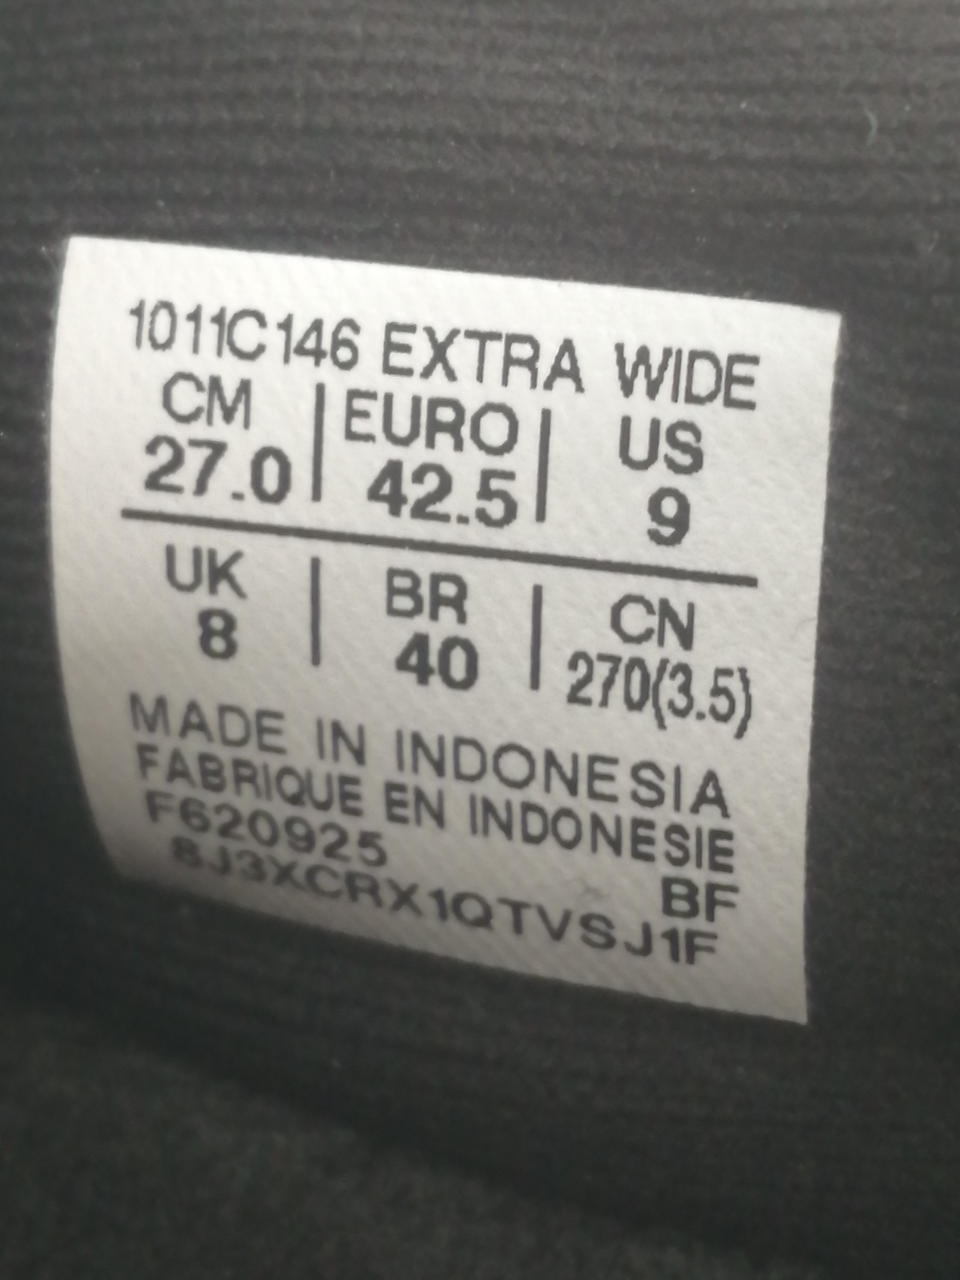 1011C146 EXTRA WIDE
CM | EURO | US
27.0 | 42.5 | 9
UK | BR | CN
8 | 40 | 270(3.5)
MADE IN INDONESIA
FABRIQUE EN INDONESIE
F620925 BF
8J3XCRX1QTVSJ1F